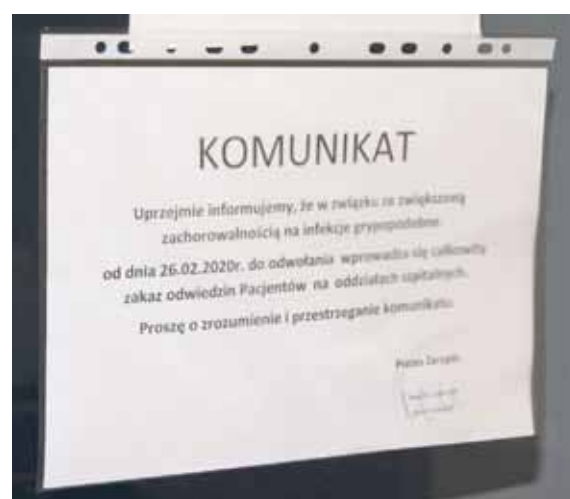 KOMUNIKAT
Uprzejmie informujemy, że w związku ze zwiększoną
zachorowalnością na infekcje grypopodobne
od dnia 26.02.2020r. do odwołania wprowadza się całkowity
zakaz odwiedzin Pacjentów na oddziałach szpitalnych.
Proszę o zrozumienie i przestrzeganie komunikatu.
Prezes Zarządu